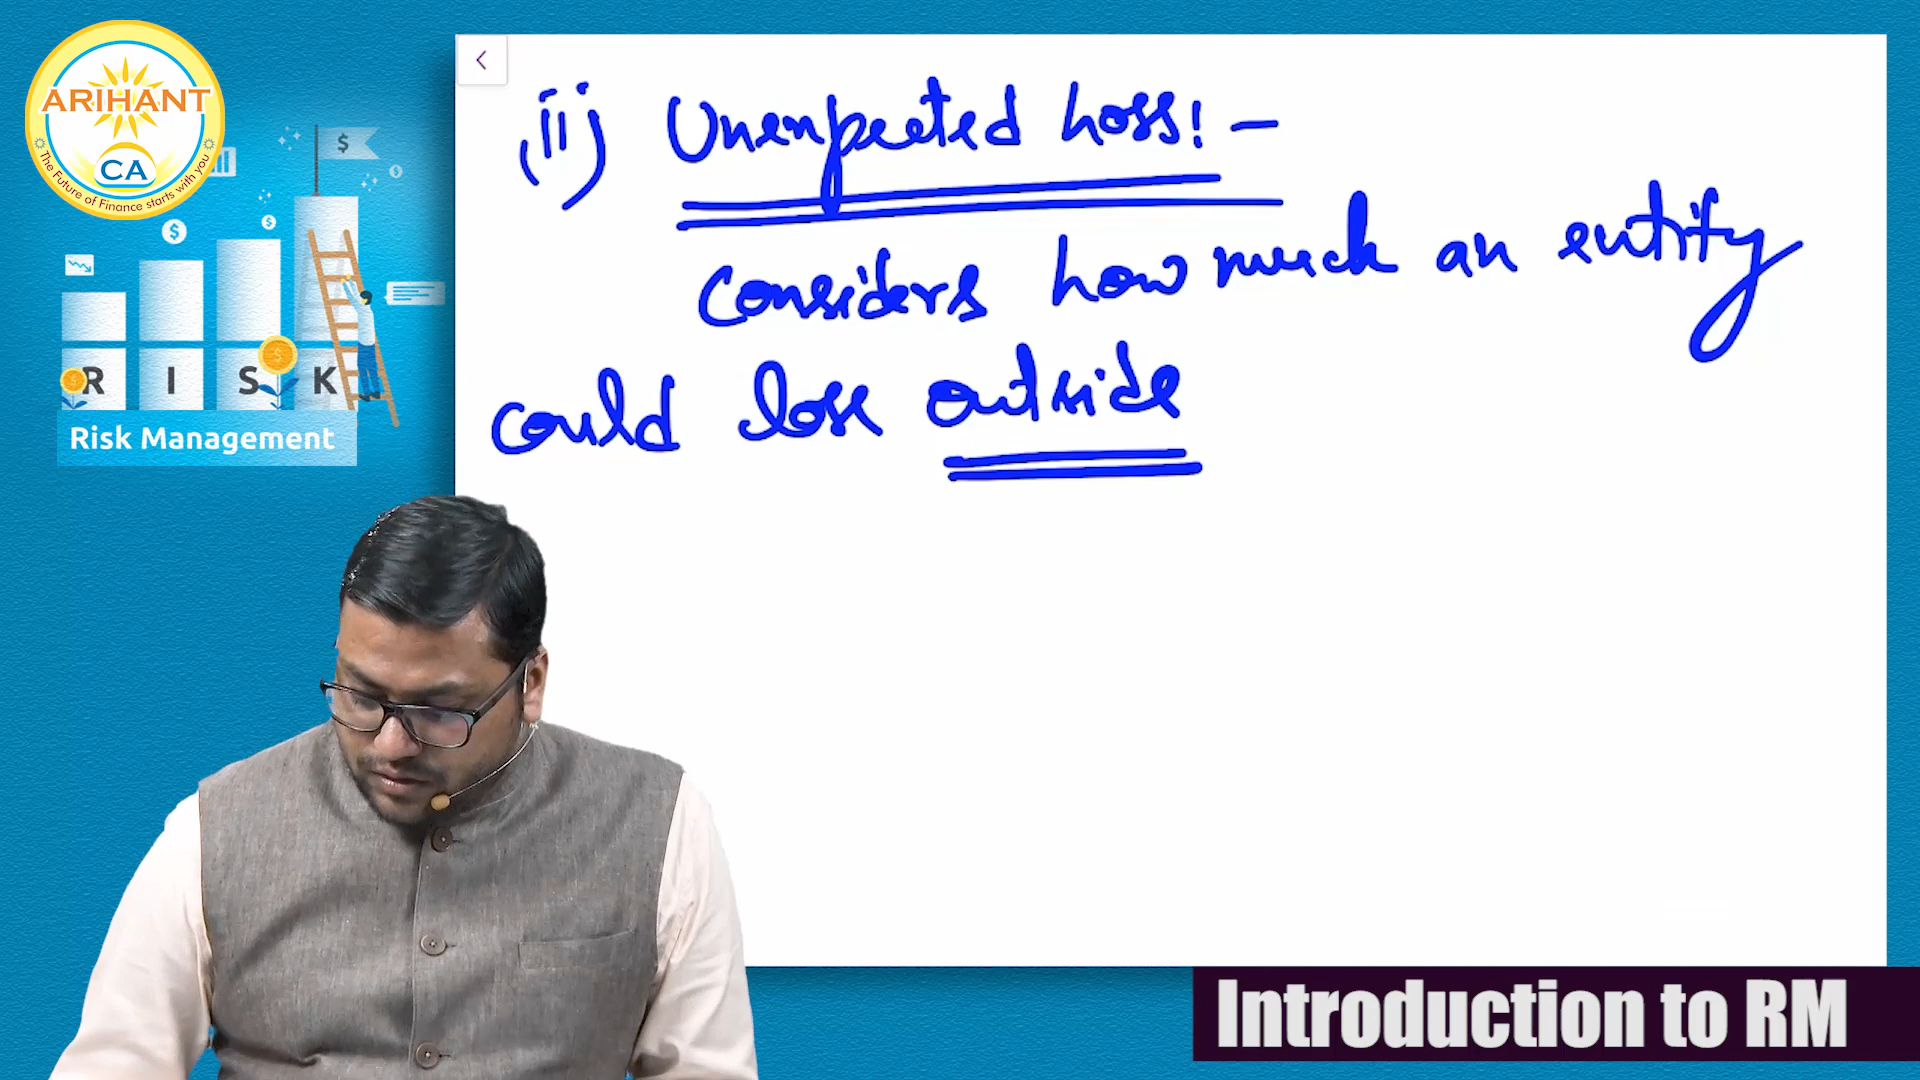 ARIHANT
CA
The Future of Finance starts with you
R I S K
Risk Management
(ii) Unexpected Loss: -
Considers how much an entity
could lose outside
Introduction to RM